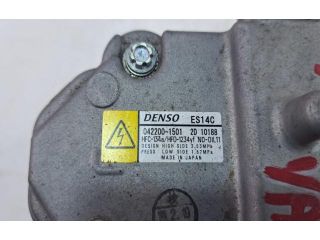 DENSO ES14C
042200-1501 2D 10188
HFC-134a/HFO-1234yf ND-OIL11
DESIGN HIGH SIDE 3.53MPa
PRESS LOW SIDE 1.67MPa
MADE IN JAPAN